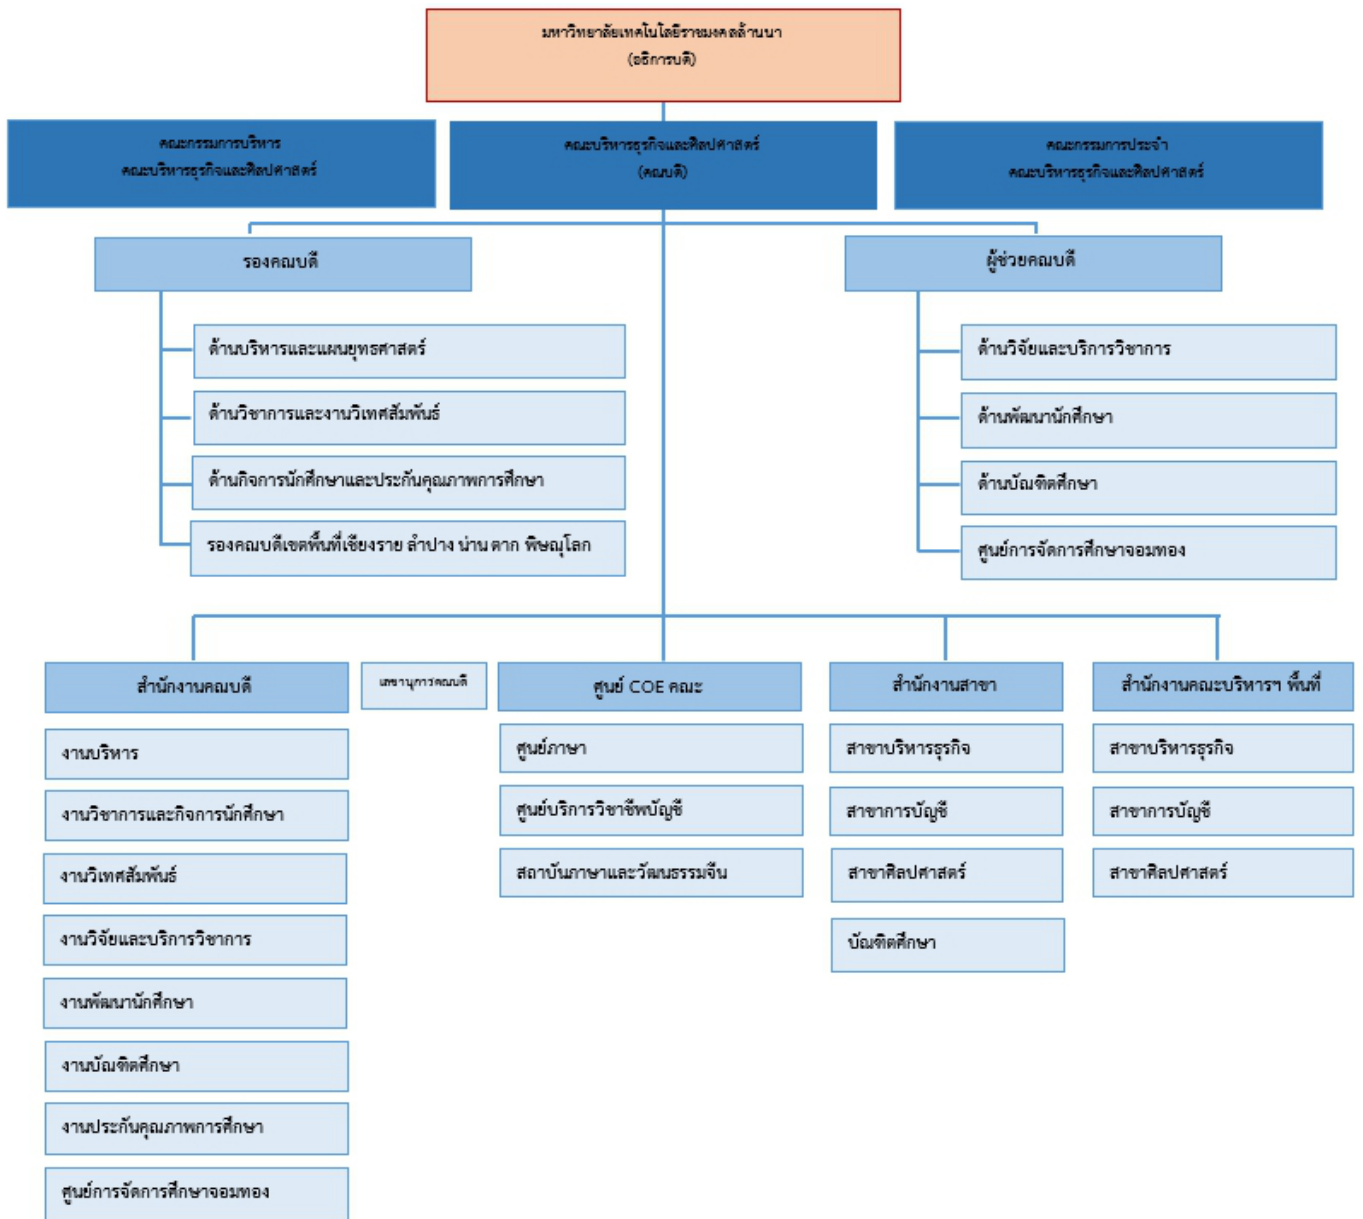 มหาวิทยาลัยเทคโนโลยีราชมงคลล้านนา
(อธิการบดี)
คณะกรรมการบริหาร
คณะบริหารธุรกิจและศิลปศาสตร์
คณะบริหารธุรกิจและศิลปศาสตร์
(คณบดี)
คณะกรรมการประจำ
คณะบริหารธุรกิจและศิลปศาสตร์
รองคณบดี
ด้านบริหารและแผนยุทธศาสตร์
ด้านวิชาการและงานวิเทศสัมพันธ์
ด้านกิจการนักศึกษาและประกันคุณภาพการศึกษา
รองคณบดีเขตพื้นที่เชียงราย ลำปาง น่าน ตาก พิษณุโลก
ผู้ช่วยคณบดี
ด้านวิจัยและบริการวิชาการ
ด้านพัฒนานักศึกษา
ด้านบัณฑิตศึกษา
ศูนย์การจัดการศึกษาจอมทอง
สำนักงานคณบดี
งานบริหาร
งานวิชาการและกิจการนักศึกษา
งานวิเทศสัมพันธ์
งานวิจัยและบริการวิชาการ
งานพัฒนานักศึกษา
งานบัณฑิตศึกษา
งานประกันคุณภาพการศึกษา
ศูนย์การจัดการศึกษาจอมทอง
เลขานุการคณบดี
ศูนย์ COE คณะ
ศูนย์ภาษา
ศูนย์บริการวิชาชีพบัญชี
สถาบันภาษาและวัฒนธรรมจีน
สำนักงานสาขา
สาขาบริหารธุรกิจ
สาขาการบัญชี
สาขาศิลปศาสตร์
บัณฑิตศึกษา
สำนักงานคณะบริหารฯ พื้นที่
สาขาบริหารธุรกิจ
สาขาการบัญชี
สาขาศิลปศาสตร์